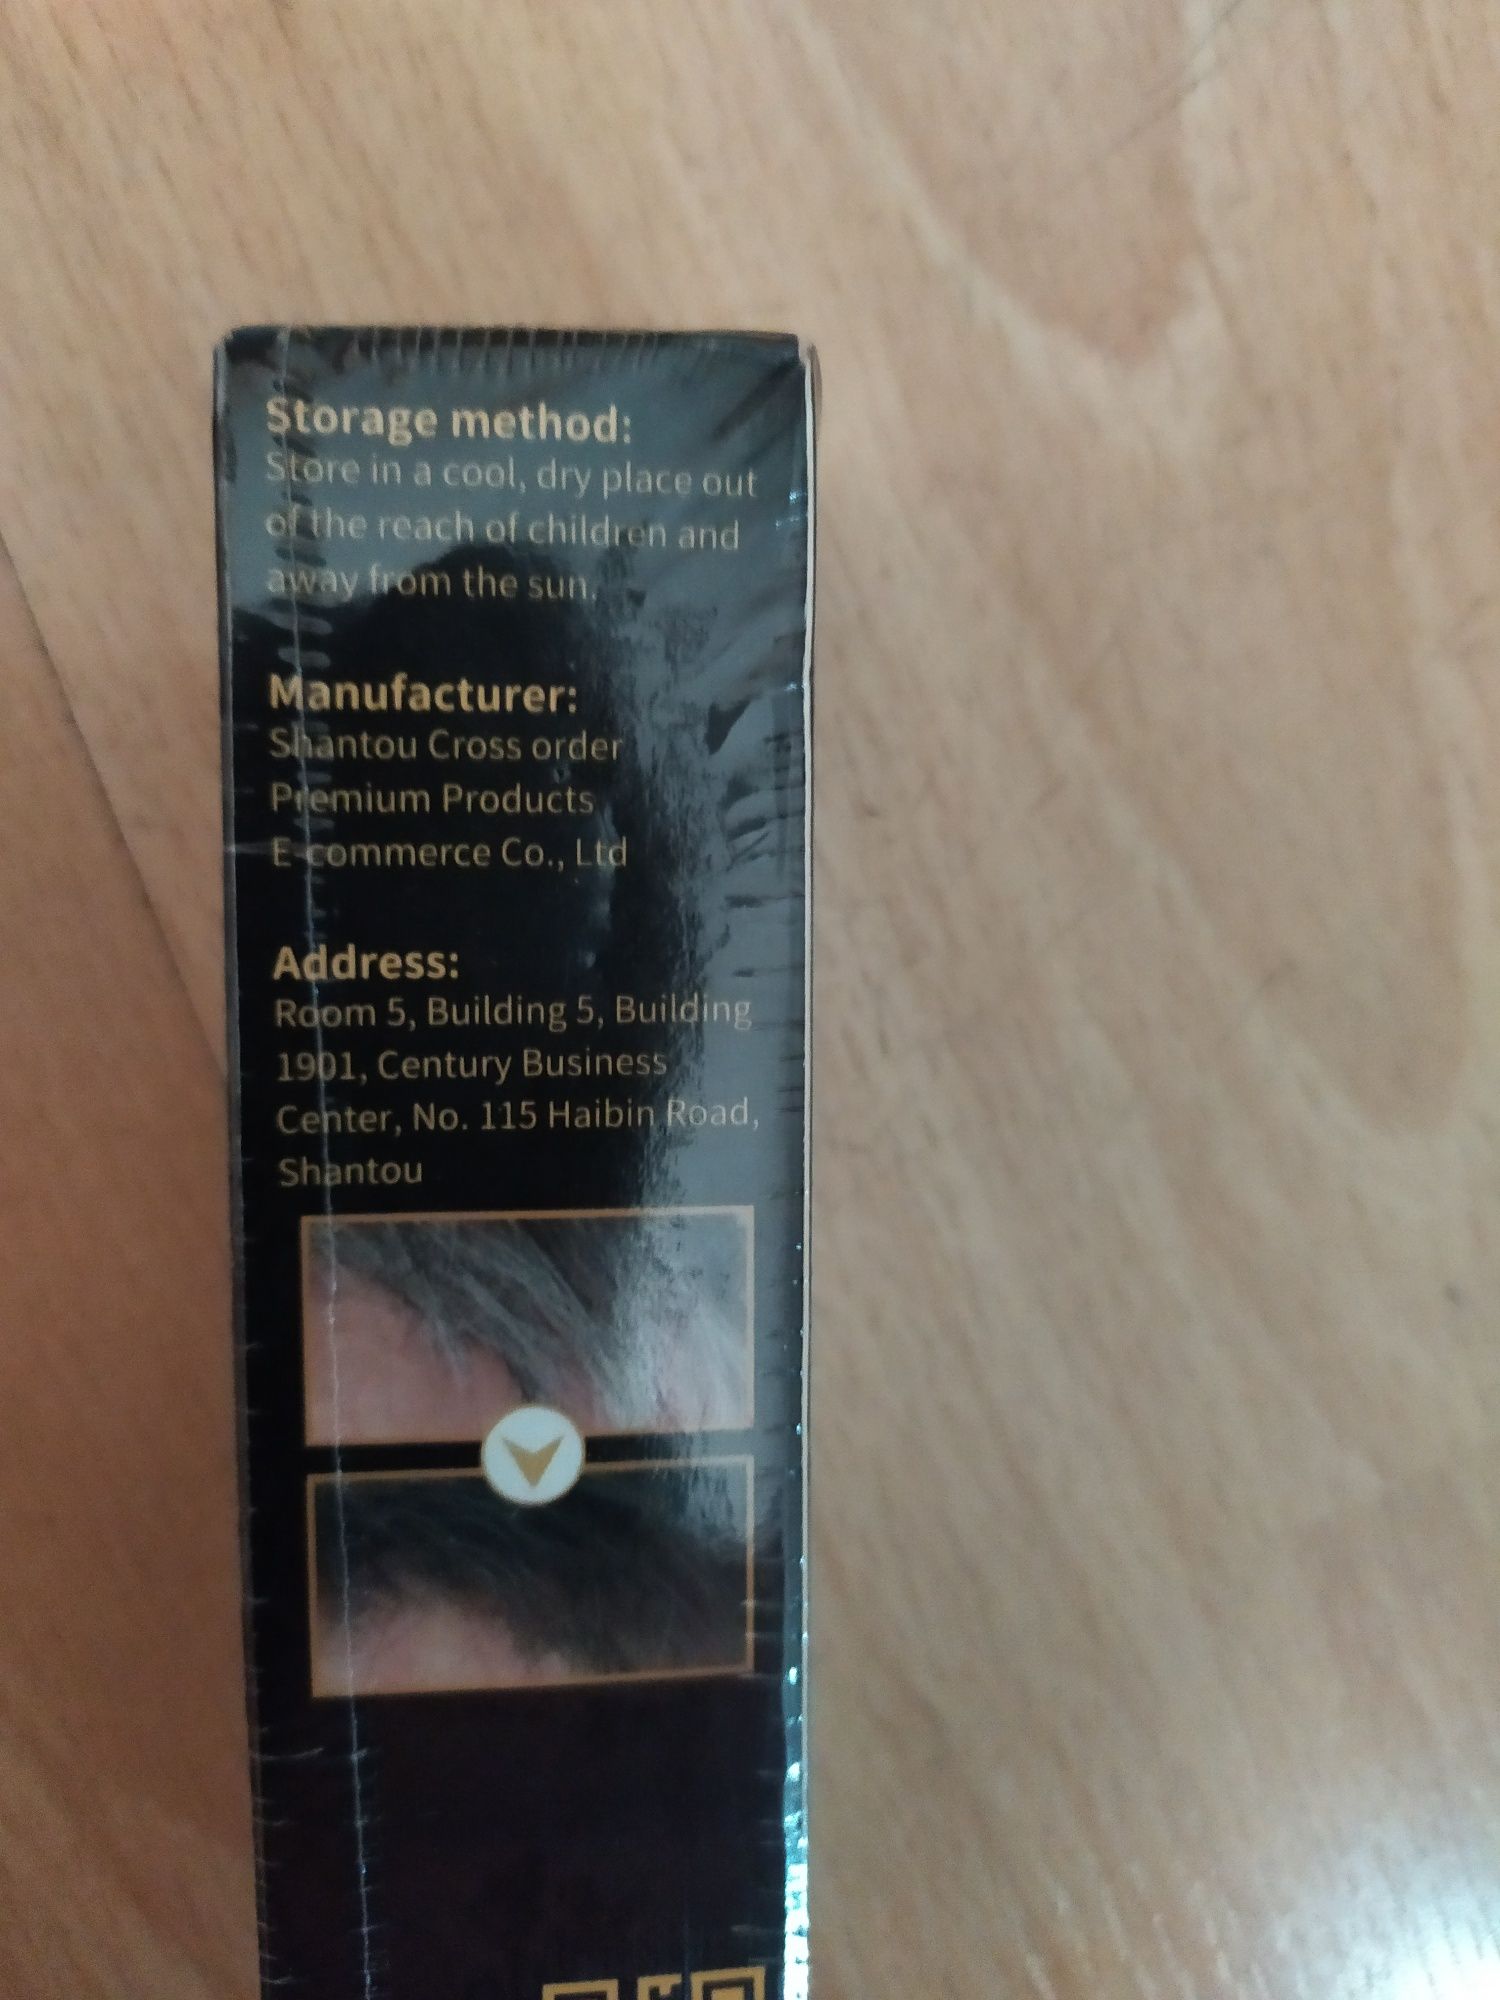 Storage method:
Store in a cool, dry place out
of the reach of children and
away from the sun.
Manufacturer:
Shantou Cross order
Premium Products
E-commerce Co., Ltd
Address:
Room 5, Building 5, Building
1901, Century Business
Center, No. 115 Haibin Road,
Shantou